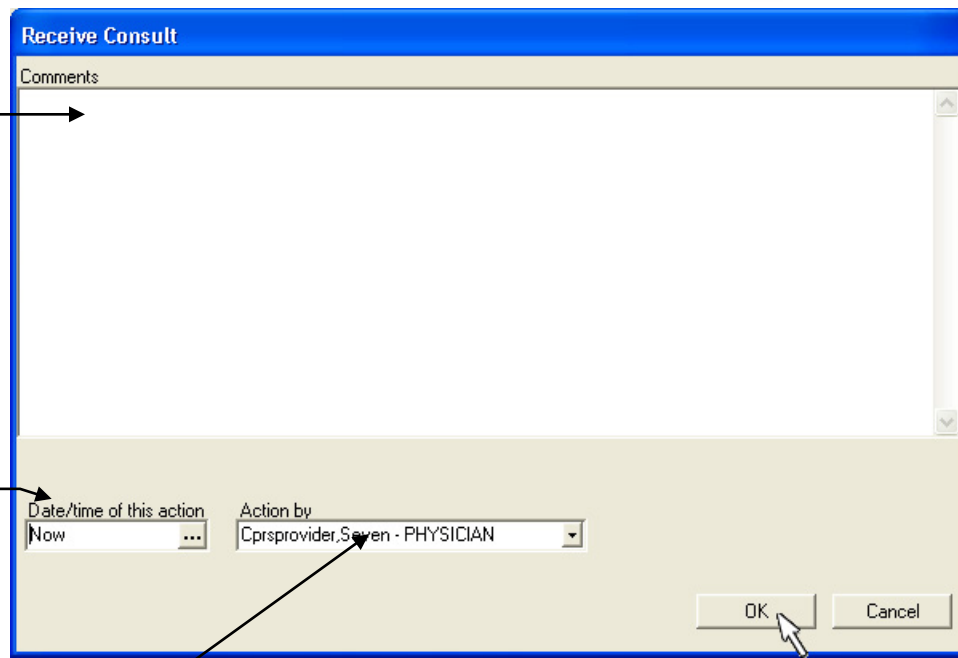 Receive Consult
Comments
Date/time of this action
Action by
Now ...
Cprsprovider,Seven - PHYSICIAN
OK
Cancel